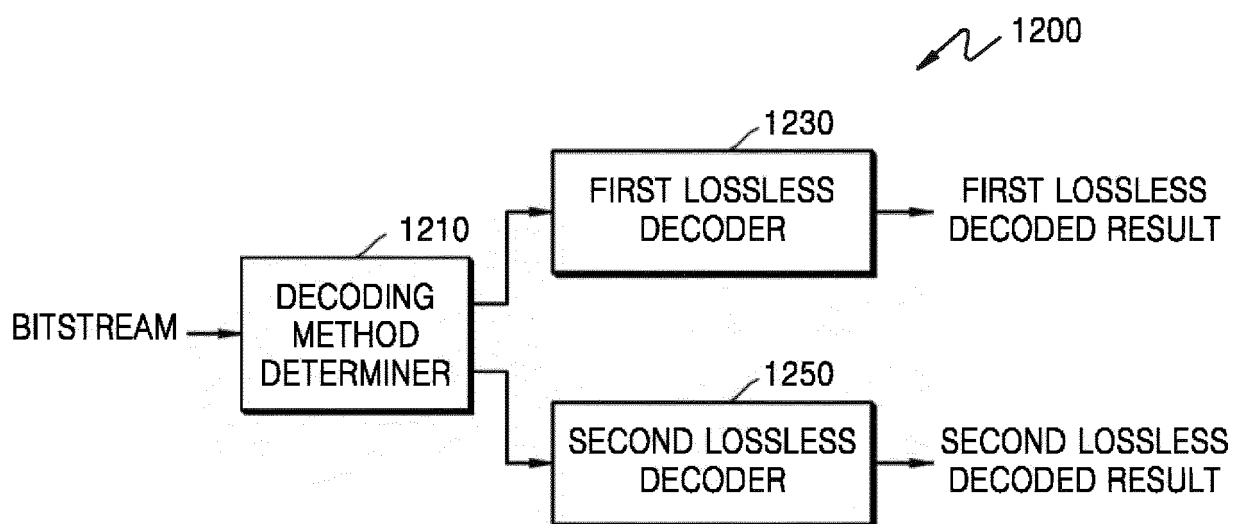 1200
1230
FIRST LOSSLESS
DECODER
FIRST LOSSLESS
DECODED RESULT
1210
DECODING
METHOD
DETERMINER
BITSTREAM
1250
SECOND LOSSLESS
DECODER
SECOND LOSSLESS
DECODED RESULT